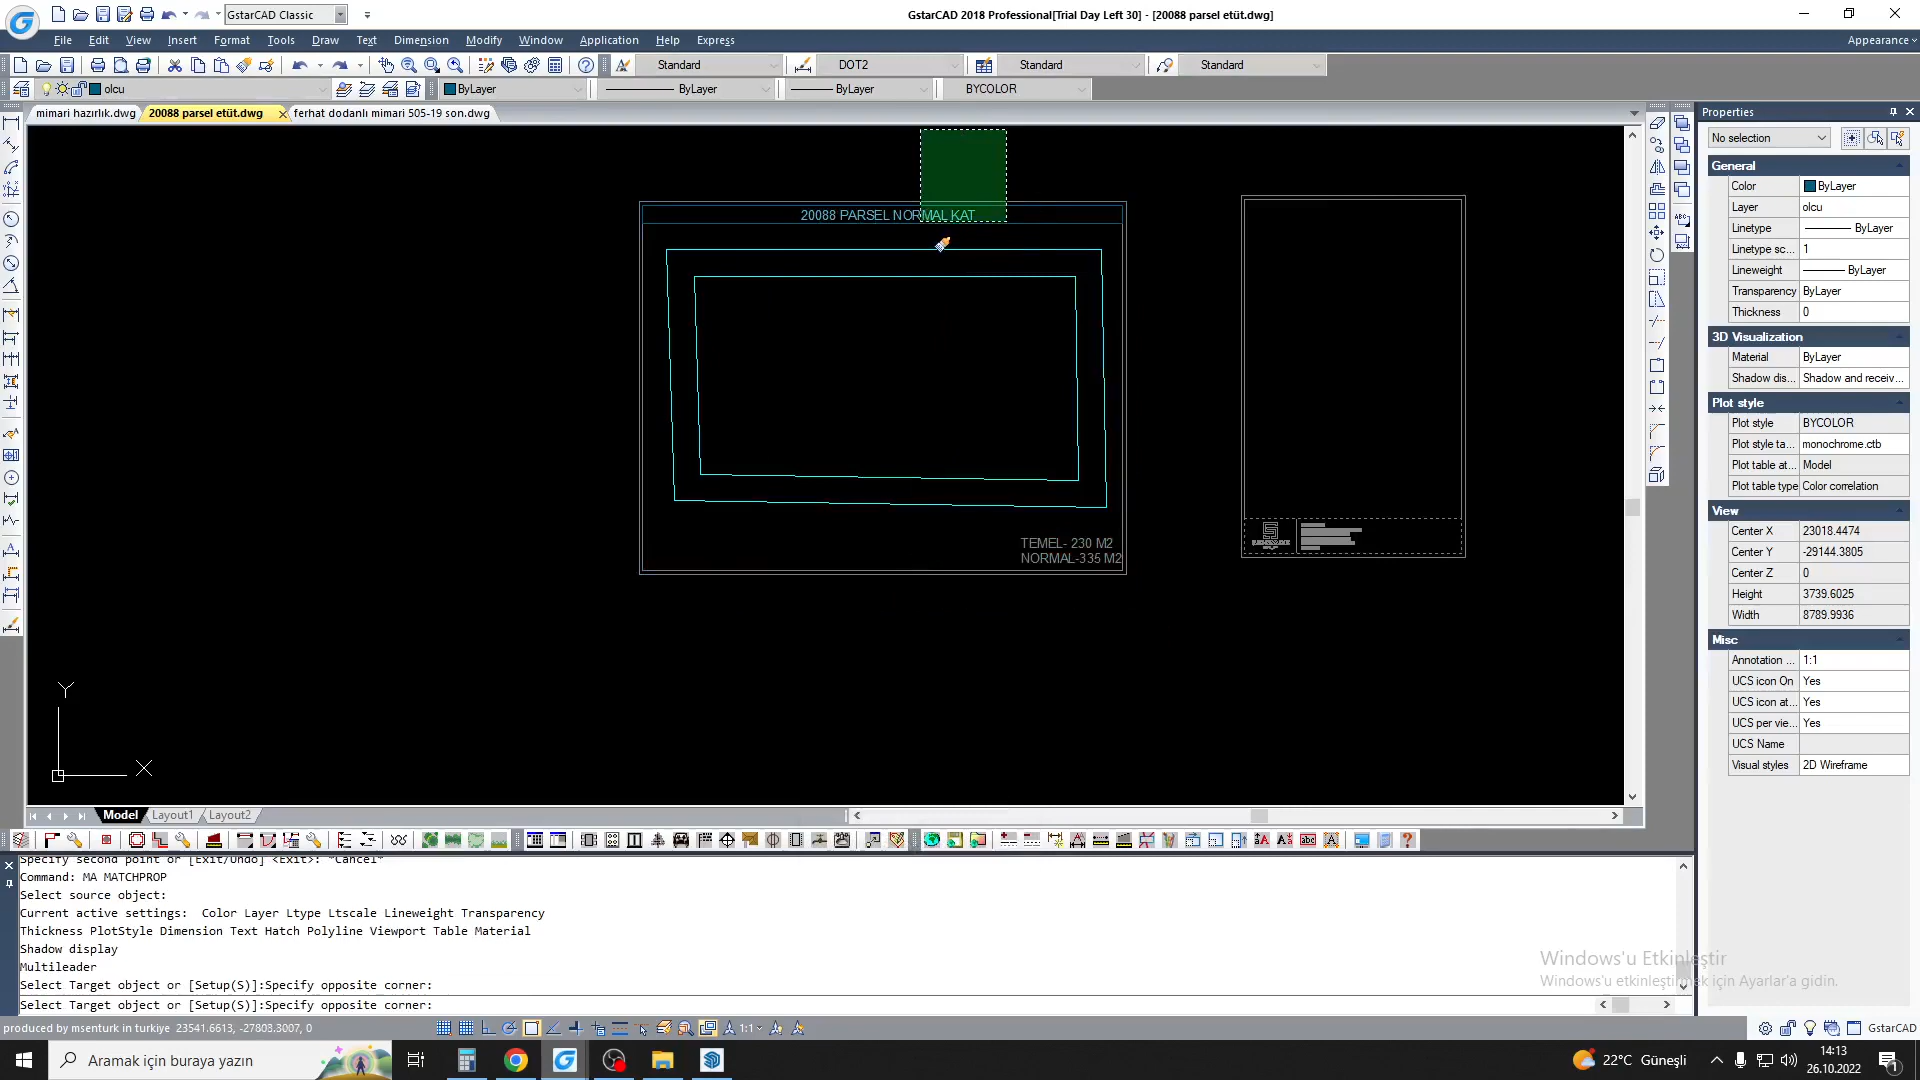 GstarCAD Classic
GstarCAD 2018 Professional[Trial Day Left 30] - [20088 parsel etüt.dwg]
File Edit View Insert Format Tools Draw Text Dimension Modify Window Application Help Express
Appearance
Standard DOT2 Standard Standard
olcu ByLayer ByLayer ByLayer BYCOLOR
mimari hazırlık.dwg 20088 parsel etüt.dwg ferhat dodanlı mimari 505-19 son.dwg
20088 PARSEL NORMAL KAT
TEMEL- 230 M2
NORMAL-335 M2
Y
X
Properties
No selection
General
Color ByLayer
Layer olcu
Linetype ByLayer
Linetype sc... 1
Lineweight ByLayer
Transparency ByLayer
Thickness 0
3D Visualization
Material ByLayer
Shadow dis... Shadow and receiv...
Plot style
Plot style BYCOLOR
Plot style ta... monochrome.ctb
Plot table at... Model
Plot table type Color correlation
View
Center X 23018.4474
Center Y -29144.3805
Center Z 0
Height 3739.6025
Width 8789.9936
Misc
Annotation ... 1:1
UCS icon On Yes
UCS icon at... Yes
UCS per vie... Yes
UCS Name
Visual styles 2D Wireframe
Model Layout1 Layout2
Specify second point or [Exit/Undo] <Exit>: *Cancel*
Command: MA MATCHPROP
Select source object:
Current active settings: Color Layer Ltype Ltscale Lineweight Transparency
Thickness PlotStyle Dimension Text Hatch Polyline Viewport Table Material
Shadow display
Multileader
Select Target object or [Setup(S)]:Specify opposite corner:
Select Target object or [Setup(S)]:Specify opposite corner:
Windows'u Etkinleştir
Windows'u etkinleştirmek için Ayarlar'a gidin.
produced by msenturk in turkiye 23541.6613, -27803.3007, 0
1:1
GstarCAD
Aramak için buraya yazın
22°C Güneşli
14:13
26.10.2022
1